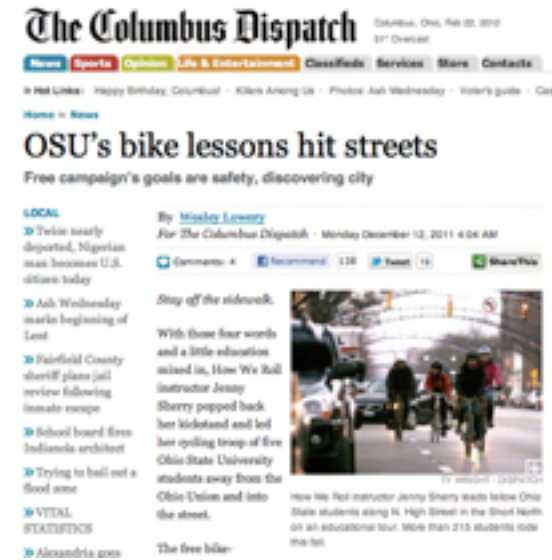 The Columbus Dispatch
Columbus, Ohio, Feb 22, 2012
51° Overcast
News Sports Opinion Life & Entertainment Classifieds Services Store Contacts
» Hot Links: Happy Birthday, Columbus! · Killers Among Us · Photos: Ash Wednesday · Voter's guide ·
Home » News
OSU's bike lessons hit streets
Free campaign's goals are safety, discovering city
LOCAL
» Twice nearly
deported, Nigerian
man becomes U.S.
citizen today
» Ash Wednesday
marks beginning of
Lent
» Fairfield County
sheriff plans jail
review following
inmate escape
» School board fires
Indianola architect
» Trying to bail out a
flood zone
» VITAL
STATISTICS
» Alexandria goes
By Wesley Lowery
For The Columbus Dispatch · Monday December 12, 2011 4:04 AM
Comments: 4 Recommend 138 Tweet 19 ShareThis
Stay off the sidewalk.
With those four words
and a little education
mixed in, How We Roll
instructor Jenny
Sherry popped back
her kickstand and led
her cycling troop of five
Ohio State University
students away from the
Ohio Union and into
the street.
The free bike-
TY WRIGHT | DISPATCH
How We Roll instructor Jenny Sherry leads fellow Ohio
State students along N. High Street in the Short North
on an educational tour. More than 215 students rode
this fall.